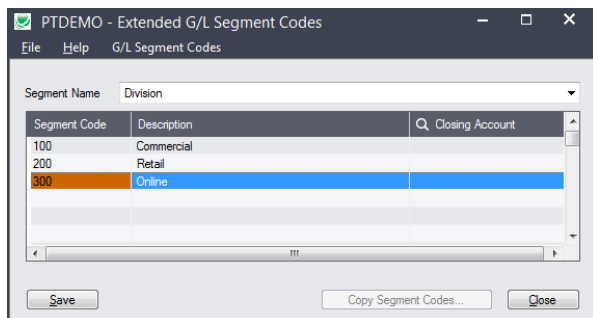 PTDEMO - Extended G/L Segment Codes
File Help G/L Segment Codes
Segment Name Division
Segment Code Description Closing Account
100 Commercial
200 Retail
300 Online
Save Copy Segment Codes... Close